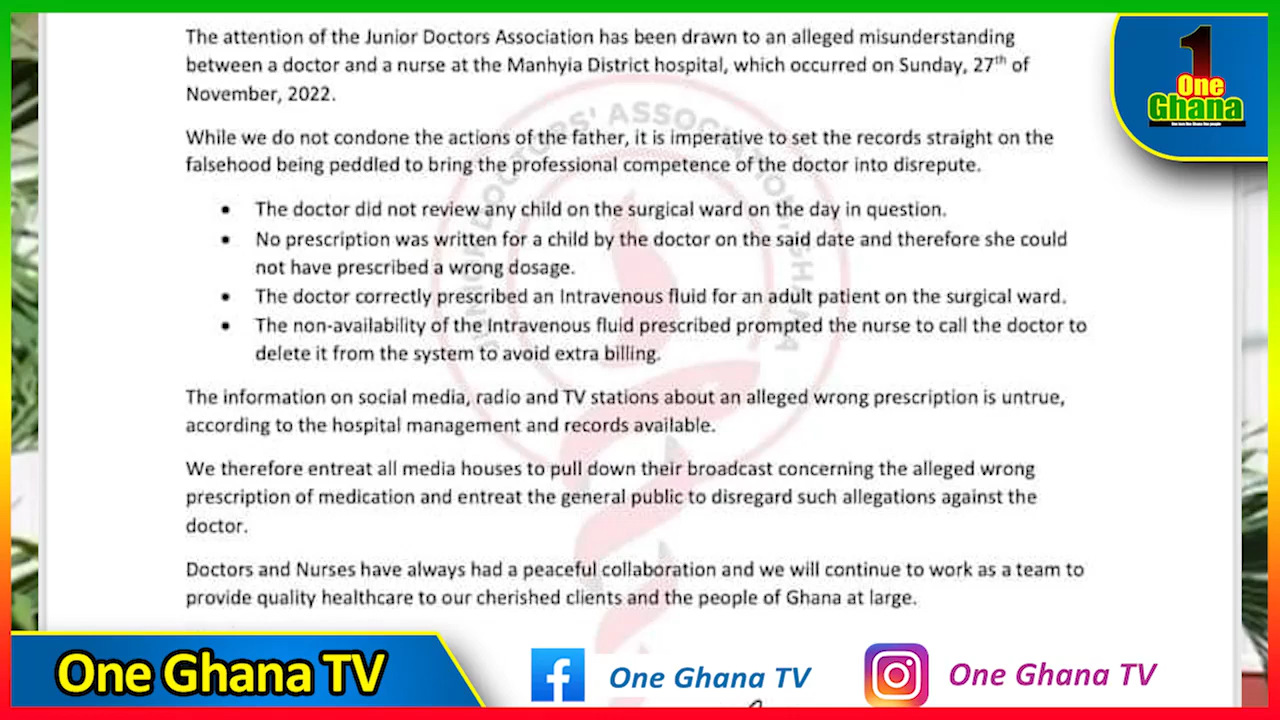 The attention of the Junior Doctors Association has been drawn to an alleged misunderstanding
between a doctor and a nurse at the Manhyia District hospital, which occurred on Sunday, 27th of
November, 2022.
While we do not condone the actions of the father, it is imperative to set the records straight on the
falsehood being peddled to bring the professional competence of the doctor into disrepute.
• The doctor did not review any child on the surgical ward on the day in question.
• No prescription was written for a child by the doctor on the said date and therefore she could
not have prescribed a wrong dosage.
• The doctor correctly prescribed an Intravenous fluid for an adult patient on the surgical ward.
• The non-availability of the Intravenous fluid prescribed prompted the nurse to call the doctor to
delete it from the system to avoid extra billing.
The information on social media, radio and TV stations about an alleged wrong prescription is untrue,
according to the hospital management and records available.
We therefore entreat all media houses to pull down their broadcast concerning the alleged wrong
prescription of medication and entreat the general public to disregard such allegations against the
doctor.
Doctors and Nurses have always had a peaceful collaboration and we will continue to work as a team to
provide quality healthcare to our cherished clients and the people of Ghana at large.
JUNIOR DOCTORS' ASSOCIATION, GHANA
1
One
Ghana
One Ghana TV
One Ghana TV
One Ghana TV